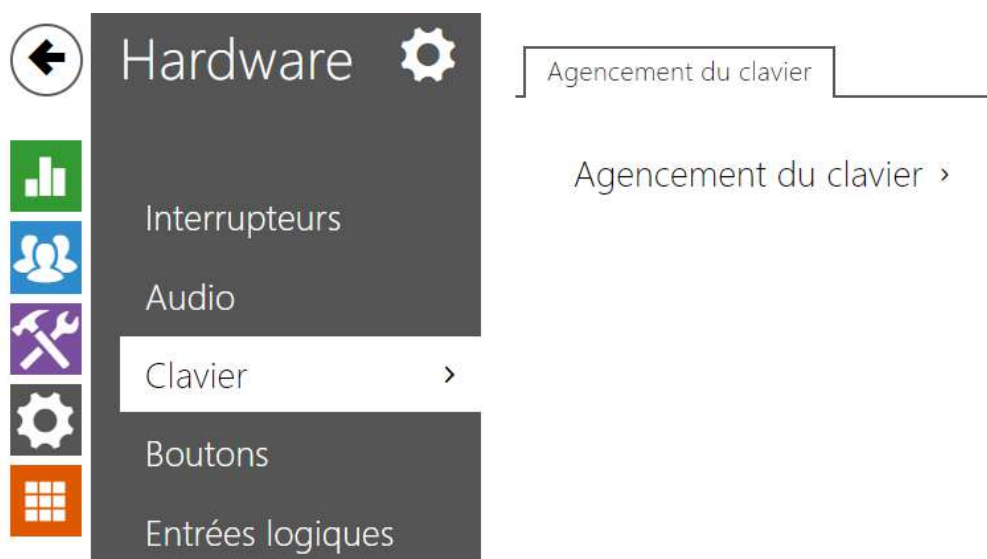 Hardware
Interrupteurs
Audio
Clavier
Boutons
Entrées logiques
Agencement du clavier
Agencement du clavier ›